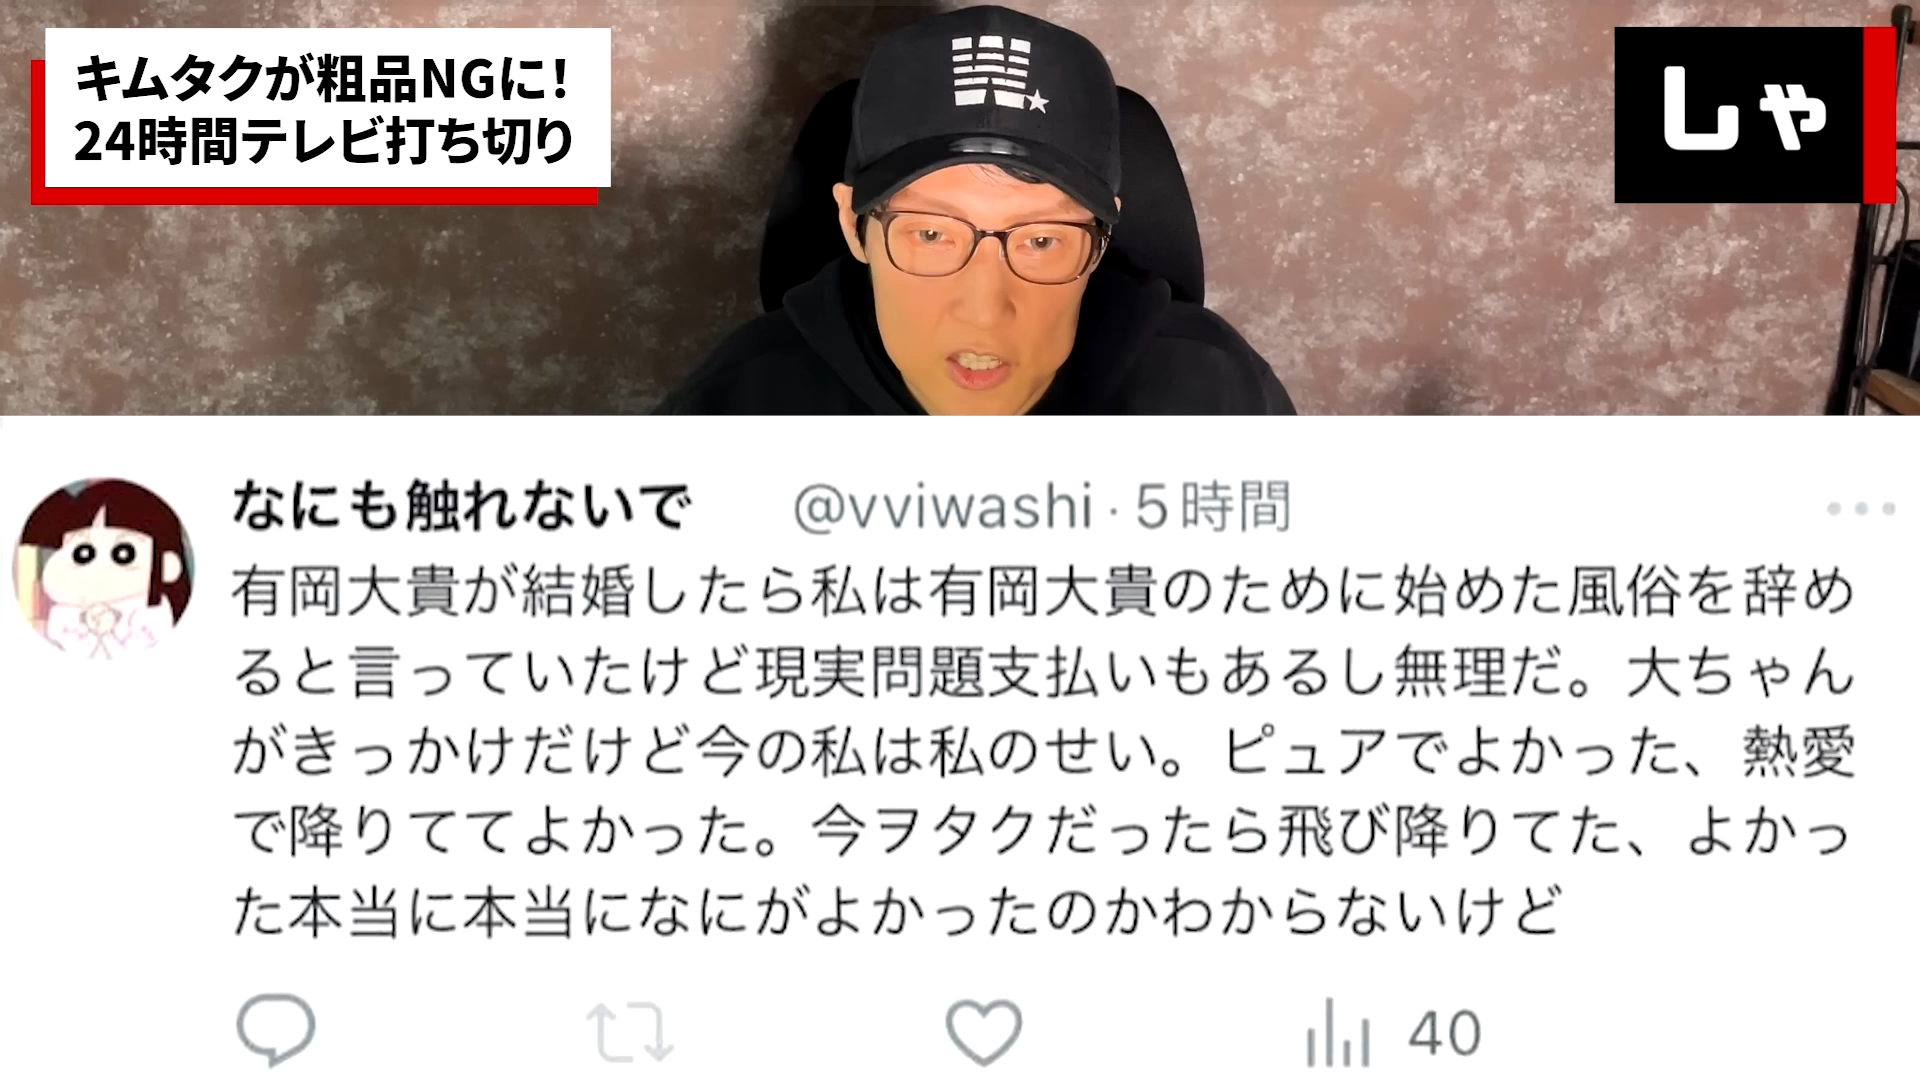 キムタクが粗品NGに!
24時間テレビ打ち切り
しゃ
W
なにも触れないで @vviwashi · 5時間
有岡大貴が結婚したら私は有岡大貴のために始めた風俗を辞め
ると言っていたけど現実問題支払いもあるし無理だ。大ちゃん
がきっかけだけど今の私は私のせい。ピュアでよかった、熱愛
で降りててよかった。今ヲタクだったら飛び降りてた、よかっ
た本当に本当になにがよかったのかわからないけど
40